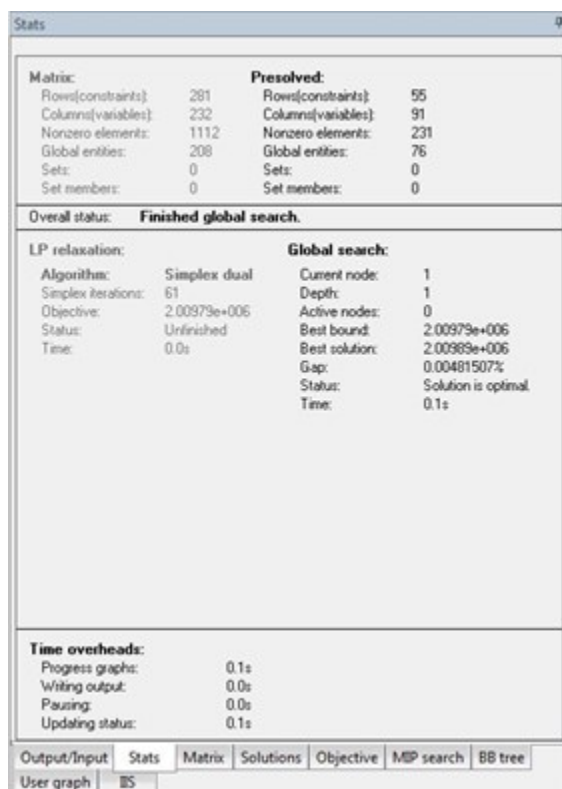 Stats
Matrix: Presolved:
Rows(constraints): 281 Rows(constraints): 55
Columns(variables): 232 Columns(variables): 91
Nonzero elements: 1112 Nonzero elements: 231
Global entities: 208 Global entities: 76
Sets: 0 Sets: 0
Set members: 0 Set members: 0
Overall status: Finished global search.
LP relaxation: Global search:
Algorithm: Simplex dual Current node: 1
Simplex iterations: 61 Depth: 1
Objective: 2.00979e+006 Active nodes: 0
Status: Unfinished Best bound: 2.00979e+006
Time: 0.0s Best solution: 2.00989e+006
Gap: 0.00481507%
Status: Solution is optimal.
Time: 0.1s
Time overheads:
Progress graphs: 0.1s
Writing output: 0.0s
Pausing: 0.0s
Updating status: 0.1s
Output/Input Stats Matrix Solutions Objective MIP search BB tree
User graph IIS